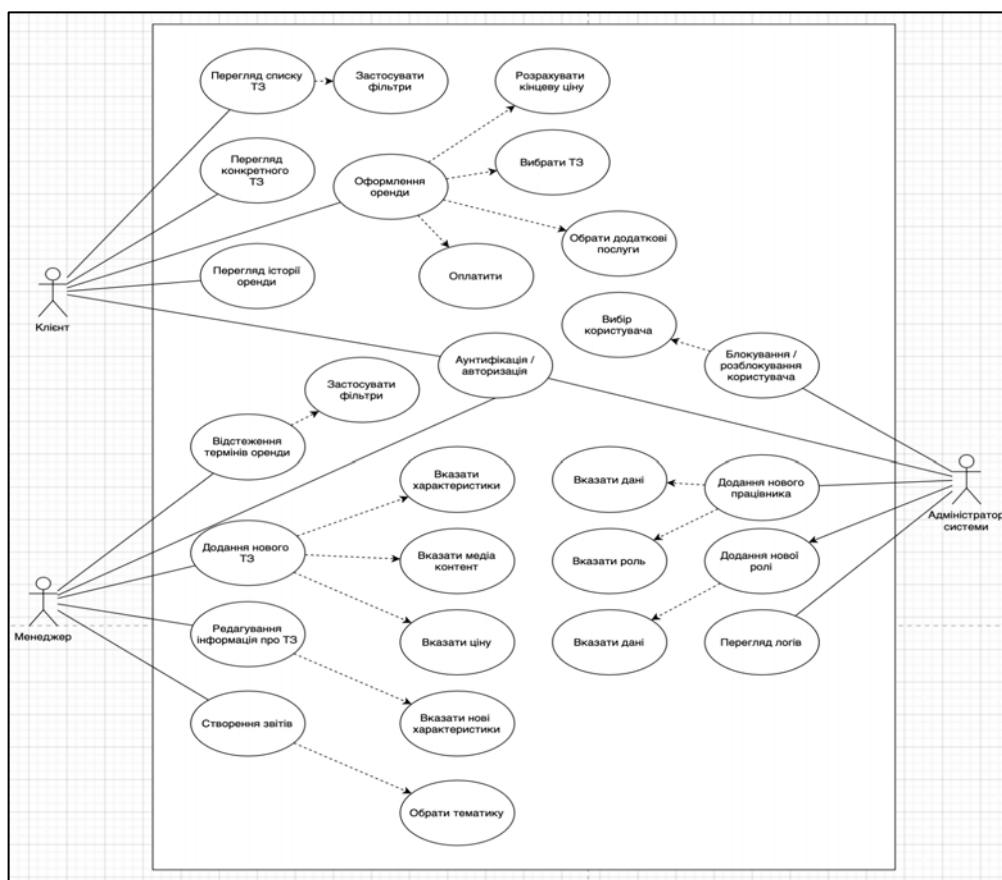 Перегляд списку
ТЗ
Застосувати
фільтри
Розрахувати
кінцеву ціну
Перегляд
конкретного
ТЗ
Оформлення
оренди
Вибрати ТЗ
Обрати додаткові
послуги
Перегляд історії
оренди
Оплатити
Клієнт
Вибір
користувача
Аунтифікація /
авторизація
Блокування /
розблокування
користувача
Застосувати
фільтри
Відстеження
термінів оренди
Вказати
характеристики
Вказати дані
Додання нового
працівника
Адміністратор
системи
Додання нового
ТЗ
Вказати медіа
контент
Вказати роль
Додання нової
ролі
Менеджер
Редагування
інформація про ТЗ
Вказати ціну
Вказати дані
Перегляд логів
Створення звітів
Вказати нові
характеристики
Обрати тематику